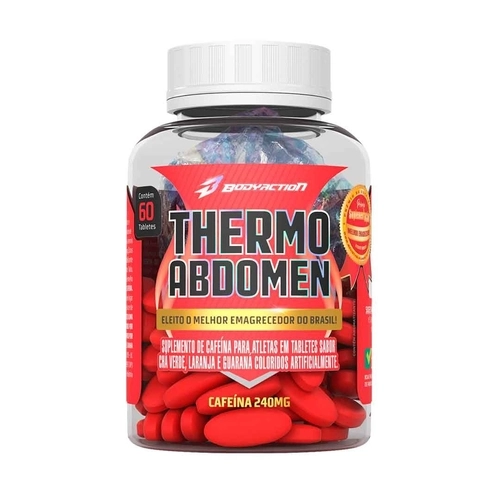 BODYACTION
Contém
60
Tabletes
THERMO
ABDOMEN
ELEITO O MELHOR EMAGRECEDOR DO BRASIL!
SUPLEMENTO DE CAFEÍNA PARA ATLETAS EM TABLETES SABOR
CHÁ VERDE, LARANJA E GUARANÁ COLORIDOS ARTIFICIALMENTE.
CAFEÍNA 240MG